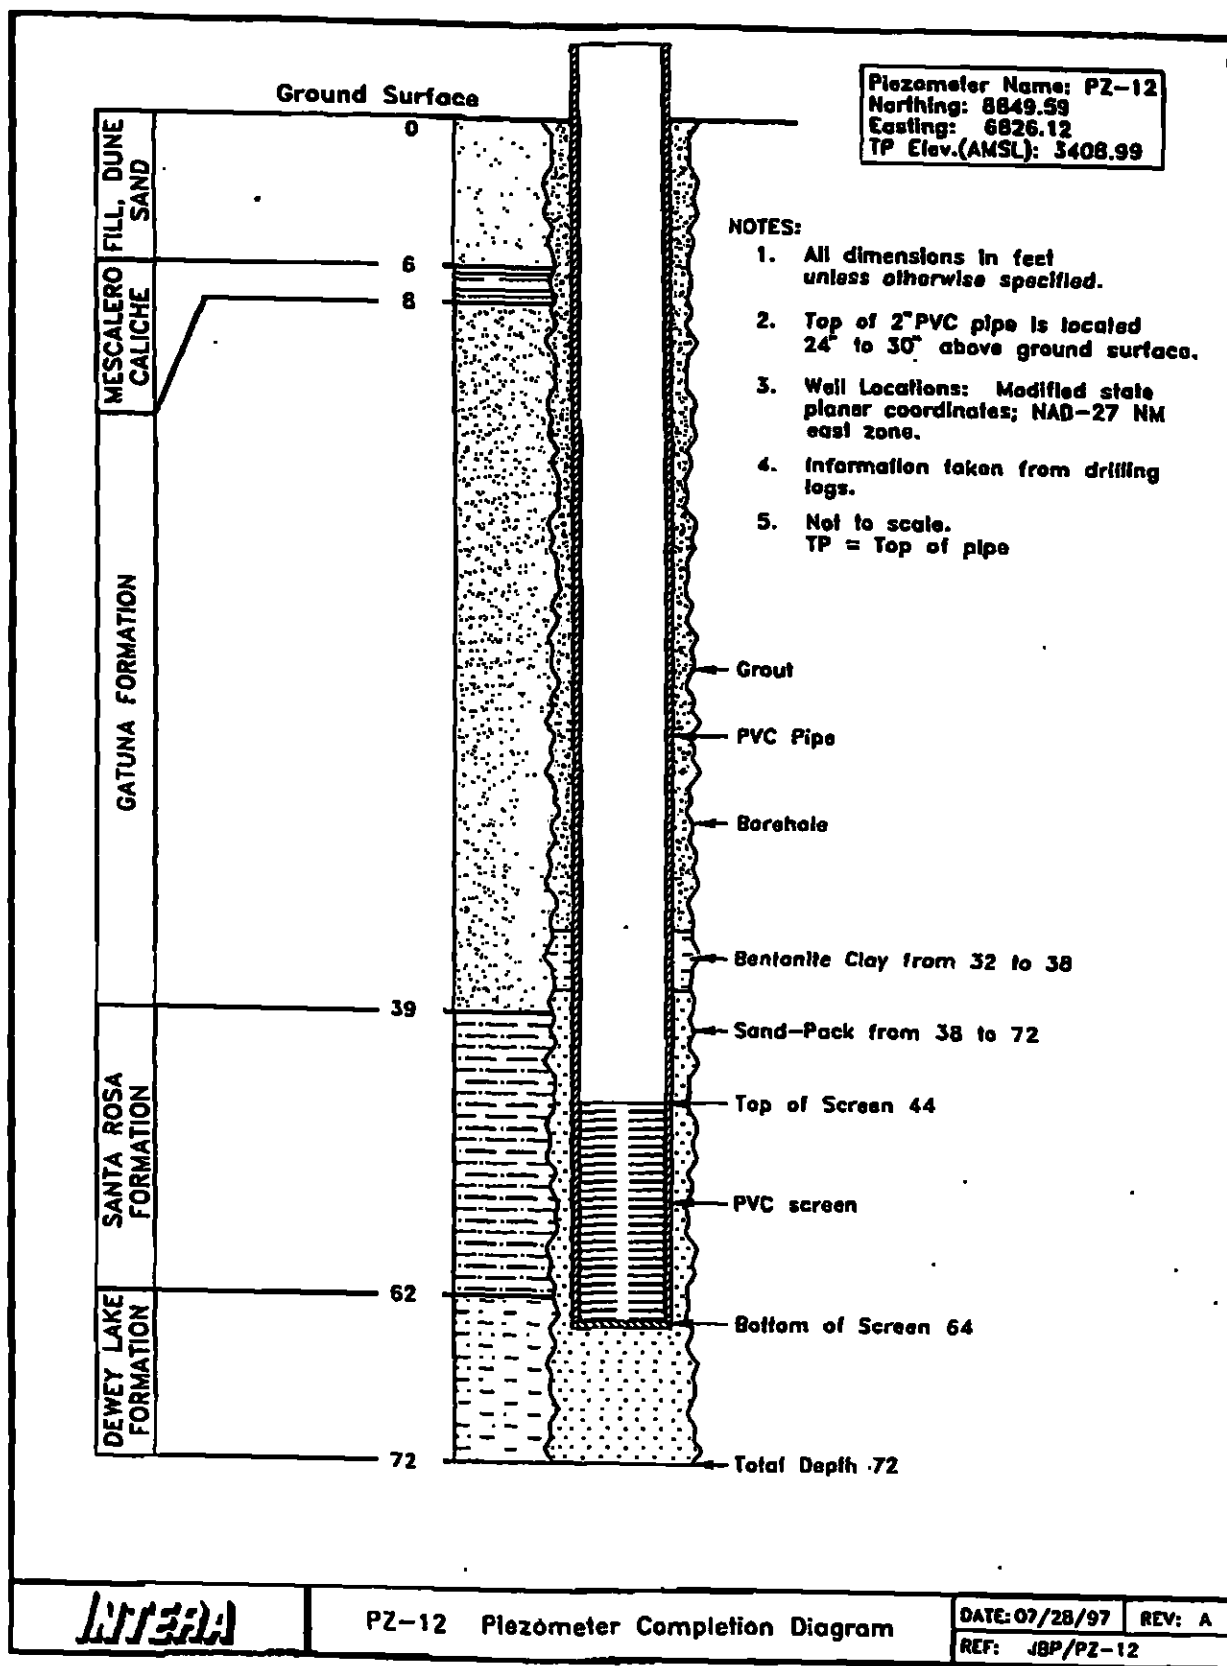 Ground Surface
Piezometer Name: PZ-12
Northing: 8849.59
Easting: 6826.12
TP Elev.(AMSL): 3408.99
FILL, DUNE
SAND
0
NOTES:
1. All dimensions in feet
unless otherwise specified.
2. Top of 2"PVC pipe is located
24" to 30" above ground surface.
3. Well Locations: Modified state
planer coordinates; NAD-27 NM
east zone.
4. Information taken from drilling
logs.
5. Not to scale.
TP = Top of pipe
MESCALERO
CALICHE
6
8
GATUNA FORMATION
Grout
PVC Pipe
Borehole
Bentonite Clay from 32 to 38
39
Sand-Pack from 38 to 72
SANTA ROSA
FORMATION
Top of Screen 44
PVC screen
62
Bottom of Screen 64
DEWEY LAKE
FORMATION
72
Total Depth 72
INTERA
PZ-12 Piezometer Completion Diagram
DATE: 07/28/97
REV: A
REF: JBP/PZ-12